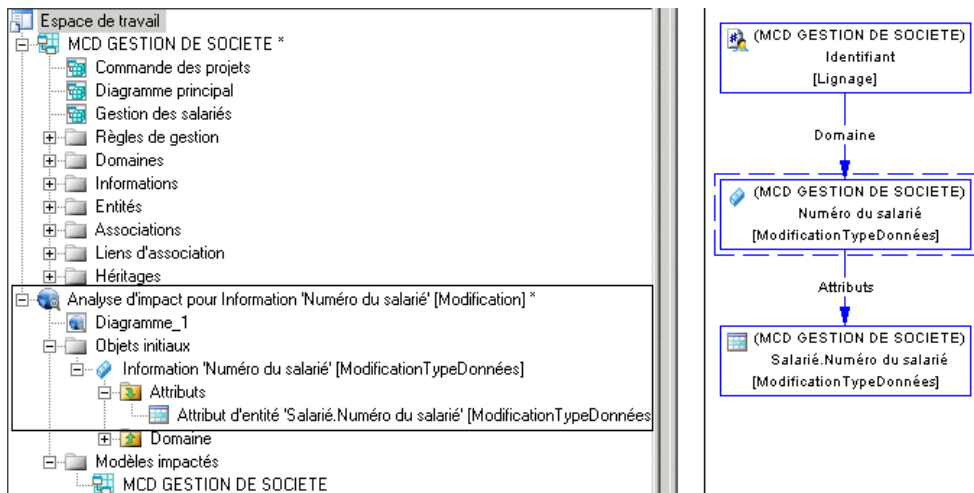 Espace de travail
MCD GESTION DE SOCIETE *
Commande des projets
Diagramme principal
Gestion des salariés
Règles de gestion
Domaines
Informations
Entités
Associations
Liens d'association
Héritages
Analyse d'impact pour Information 'Numéro du salarié' [Modification] *
Diagramme_1
Objets initiaux
Information 'Numéro du salarié' [ModificationTypeDonnées]
Attributs
Attribut d'entité 'Salarié.Numéro du salarié' [ModificationTypeDonnées
Domaine
Modèles impactés
MCD GESTION DE SOCIETE
(MCD GESTION DE SOCIETE)
Identifiant
[Lignage]
Domaine
(MCD GESTION DE SOCIETE)
Numéro du salarié
[ModificationTypeDonnées]
Attributs
(MCD GESTION DE SOCIETE)
Salarié.Numéro du salarié
[ModificationTypeDonnées]